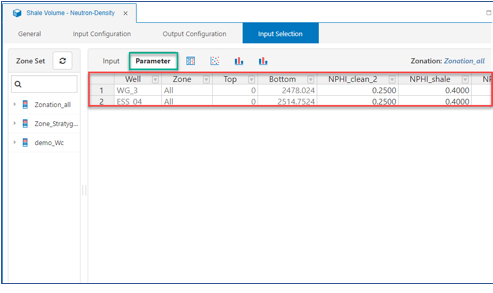 Shale Volume - Neutron-Density
General Input Configuration Output Configuration Input Selection
Zone Set Input Parameter Zonation: Zonation_all
Well Zone Top Bottom NPHI_clean_2 NPHI_shale NP
1 WG_3 All 0 2478.024 0.2500 0.4000
2 ESS_04 All 0 2514.7524 0.2500 0.4000
Zonation_all
Zone_Stratyg...
demo_Wc